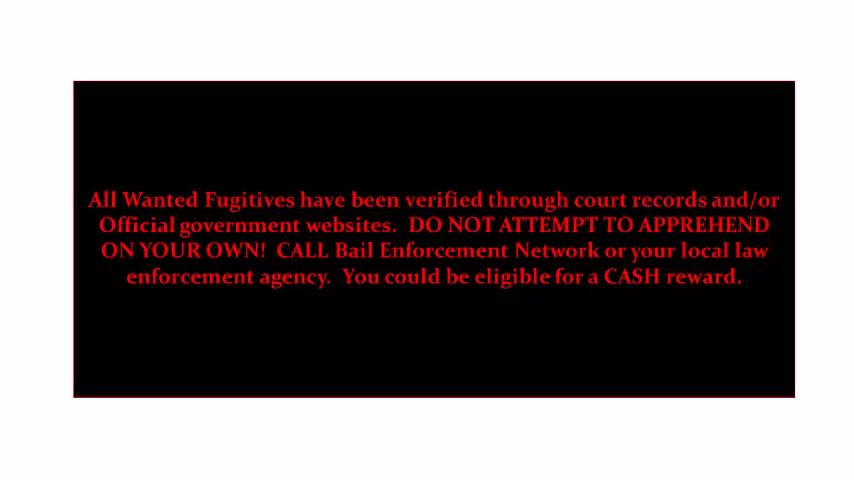 All Wanted Fugitives have been verified through court records and/or
Official government websites.  DO NOT ATTEMPT TO APPREHEND
ON YOUR OWN!  CALL Bail Enforcement Network or your local law
enforcement agency.  You could be eligible for a CASH reward.